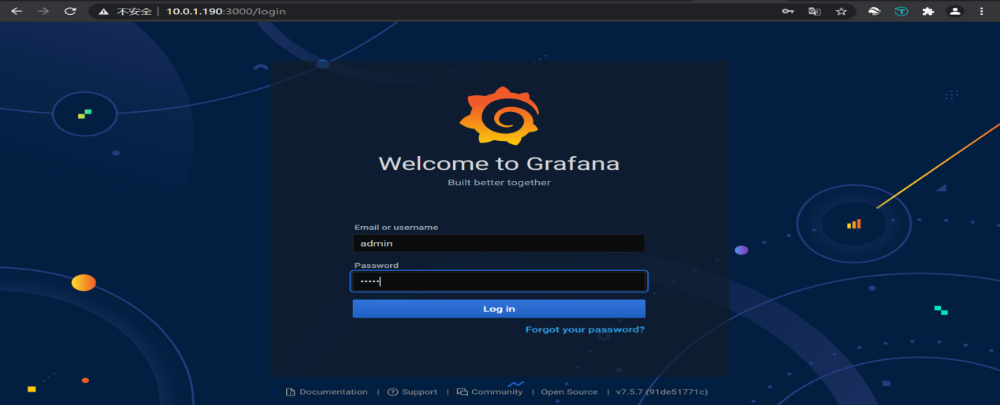 不安全 | 10.0.1.190:3000/login
Welcome to Grafana
Built better together
Email or username
admin
Password
•••••
Log in
Forgot your password?
Documentation | Support | Community | Open Source | v7.5.7 (91de51771c)